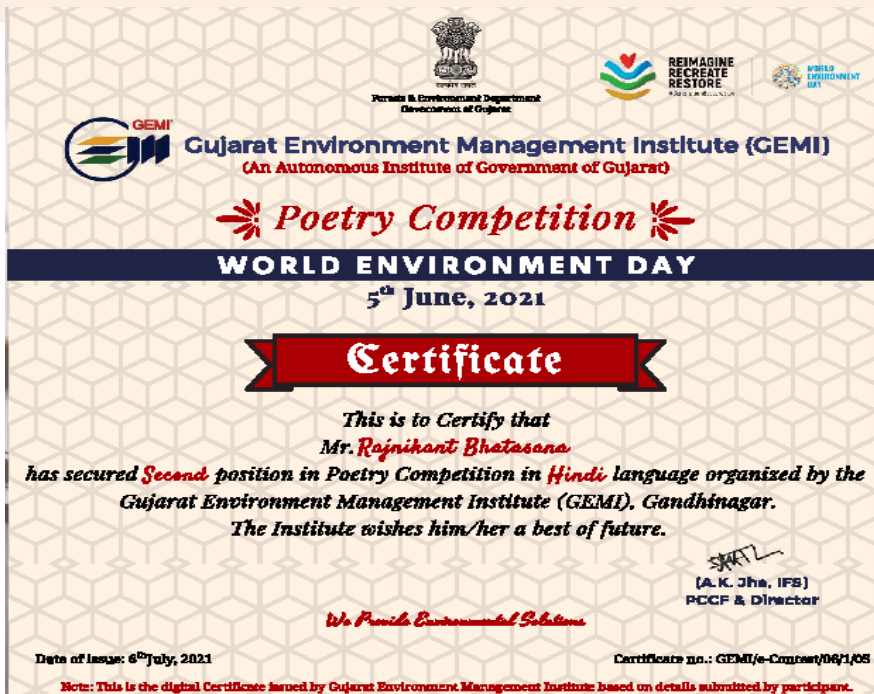 सत्यमेव जयते
Forests & Environment Department
Government of Gujarat
REIMAGINE
RECREATE
RESTORE
WORLD
ENVIRONMENT
DAY
GEMI
Gujarat Environment Management Institute (GEMI)
(An Autonomous Institute of Government of Gujarat)
Poetry Competition
WORLD ENVIRONMENT DAY
5th June, 2021
Certificate
This is to Certify that
Mr. Rajnikant Bhatasana
has secured Second position in Poetry Competition in Hindi language organized by the
Gujarat Environment Management Institute (GEMI), Gandhinagar.
The Institute wishes him/her a best of future.
(A.K. Jha, IFS)
PCCF & Director
We Provide Environmental Solutions
Date of issue: 6th July, 2021
Certificate no.: GEMI/e-Contest/06/1/05
Note: This is the digital Certificate issued by Gujarat Environment Management Institute based on details submitted by participant.